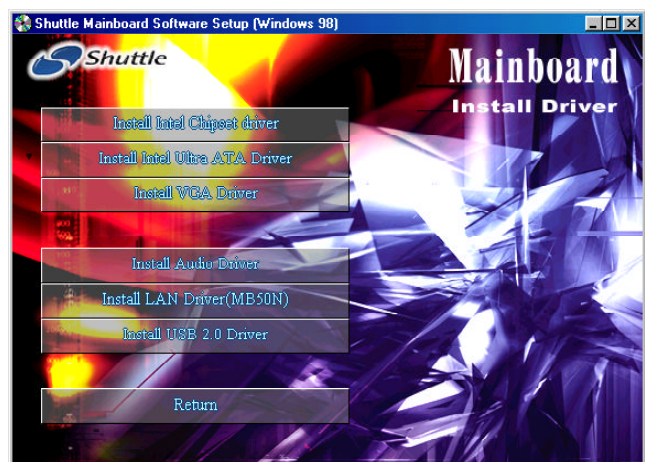 Shuttle Mainboard Software Setup (Windows 98)
Shuttle
Mainboard
Install Driver
Install Intel Chipset driver
Install Intel Ultra ATA Driver
Install VGA Driver
Install Audio Driver
Install LAN Driver(MB50N)
Install USB 2.0 Driver
Return